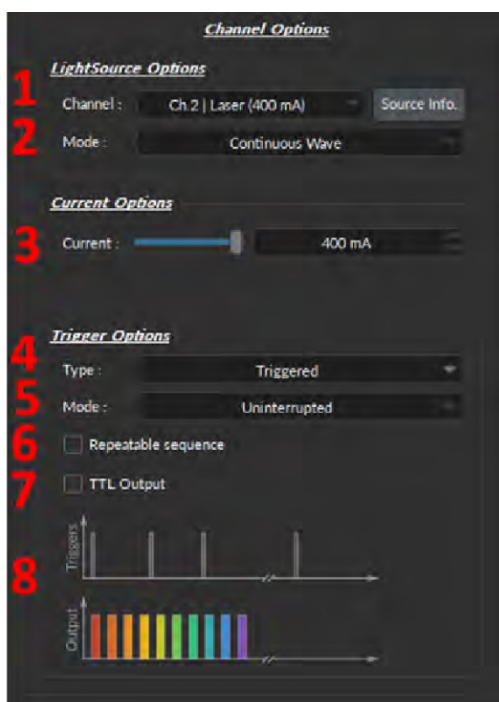 Channel Options
LightSource Options
1
Channel : Ch.2 | Laser (400 mA) Source Info.
2
Mode : Continuous Wave
Current Options
3
Current : 400 mA
Trigger Options
4
Type : Triggered
5
Mode : Uninterrupted
6
Repeatable sequence
7
TTL Output
8
Triggers
Output